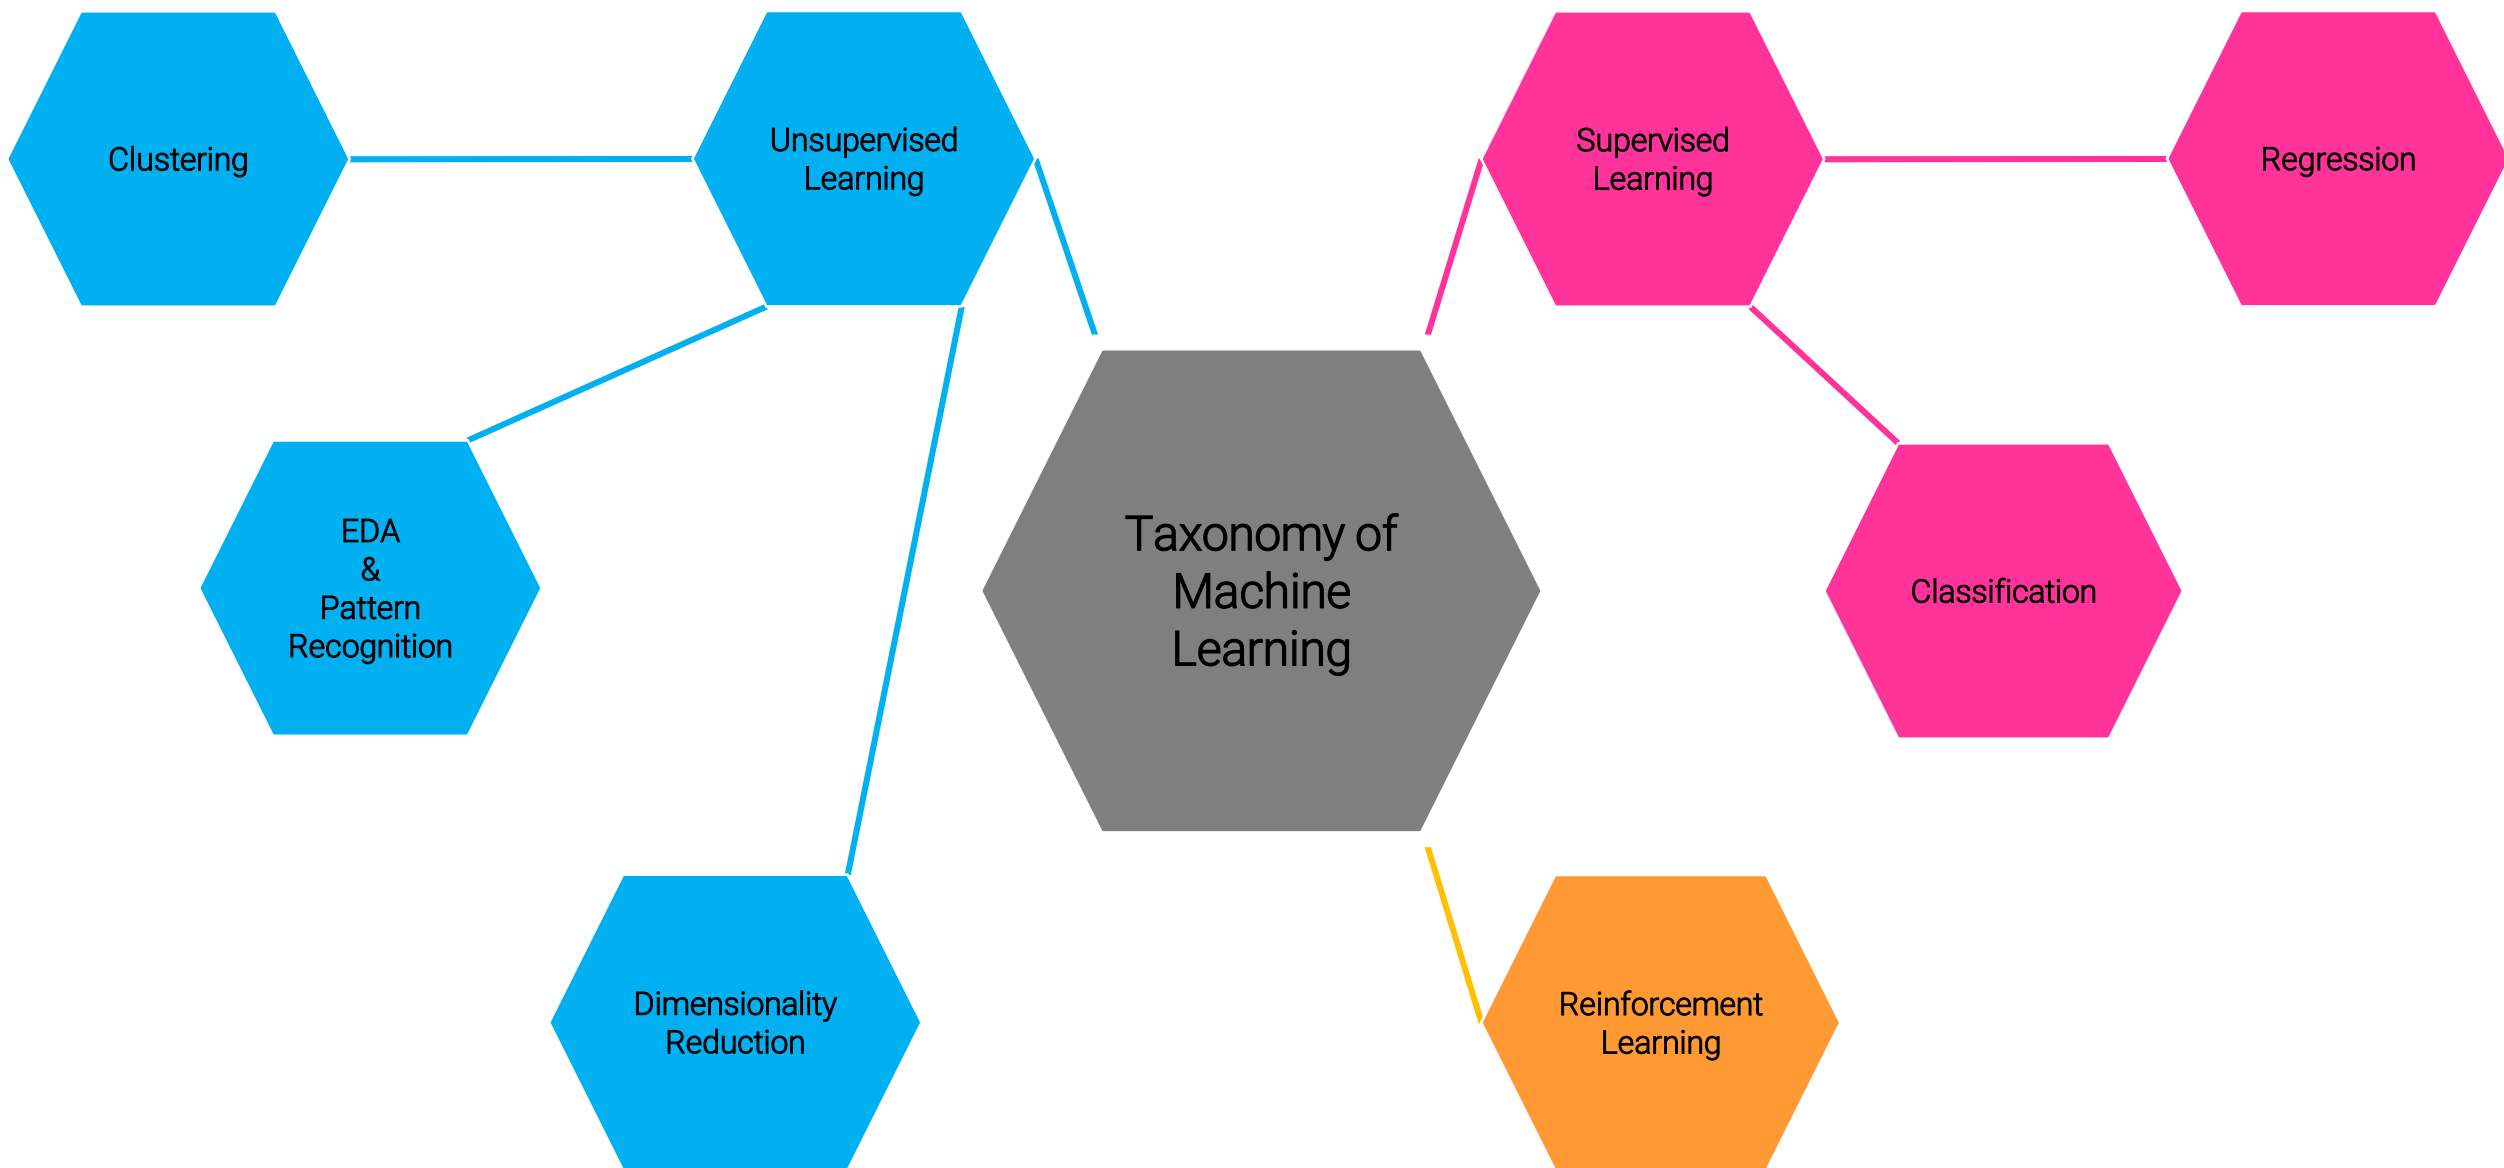 Clustering
Unsupervised
Learning
Supervised
Learning
Regression
EDA
&
Pattern
Recognition
Taxonomy of
Machine
Learning
Classification
Dimensionality
Reduction
Reinforcement
Learning